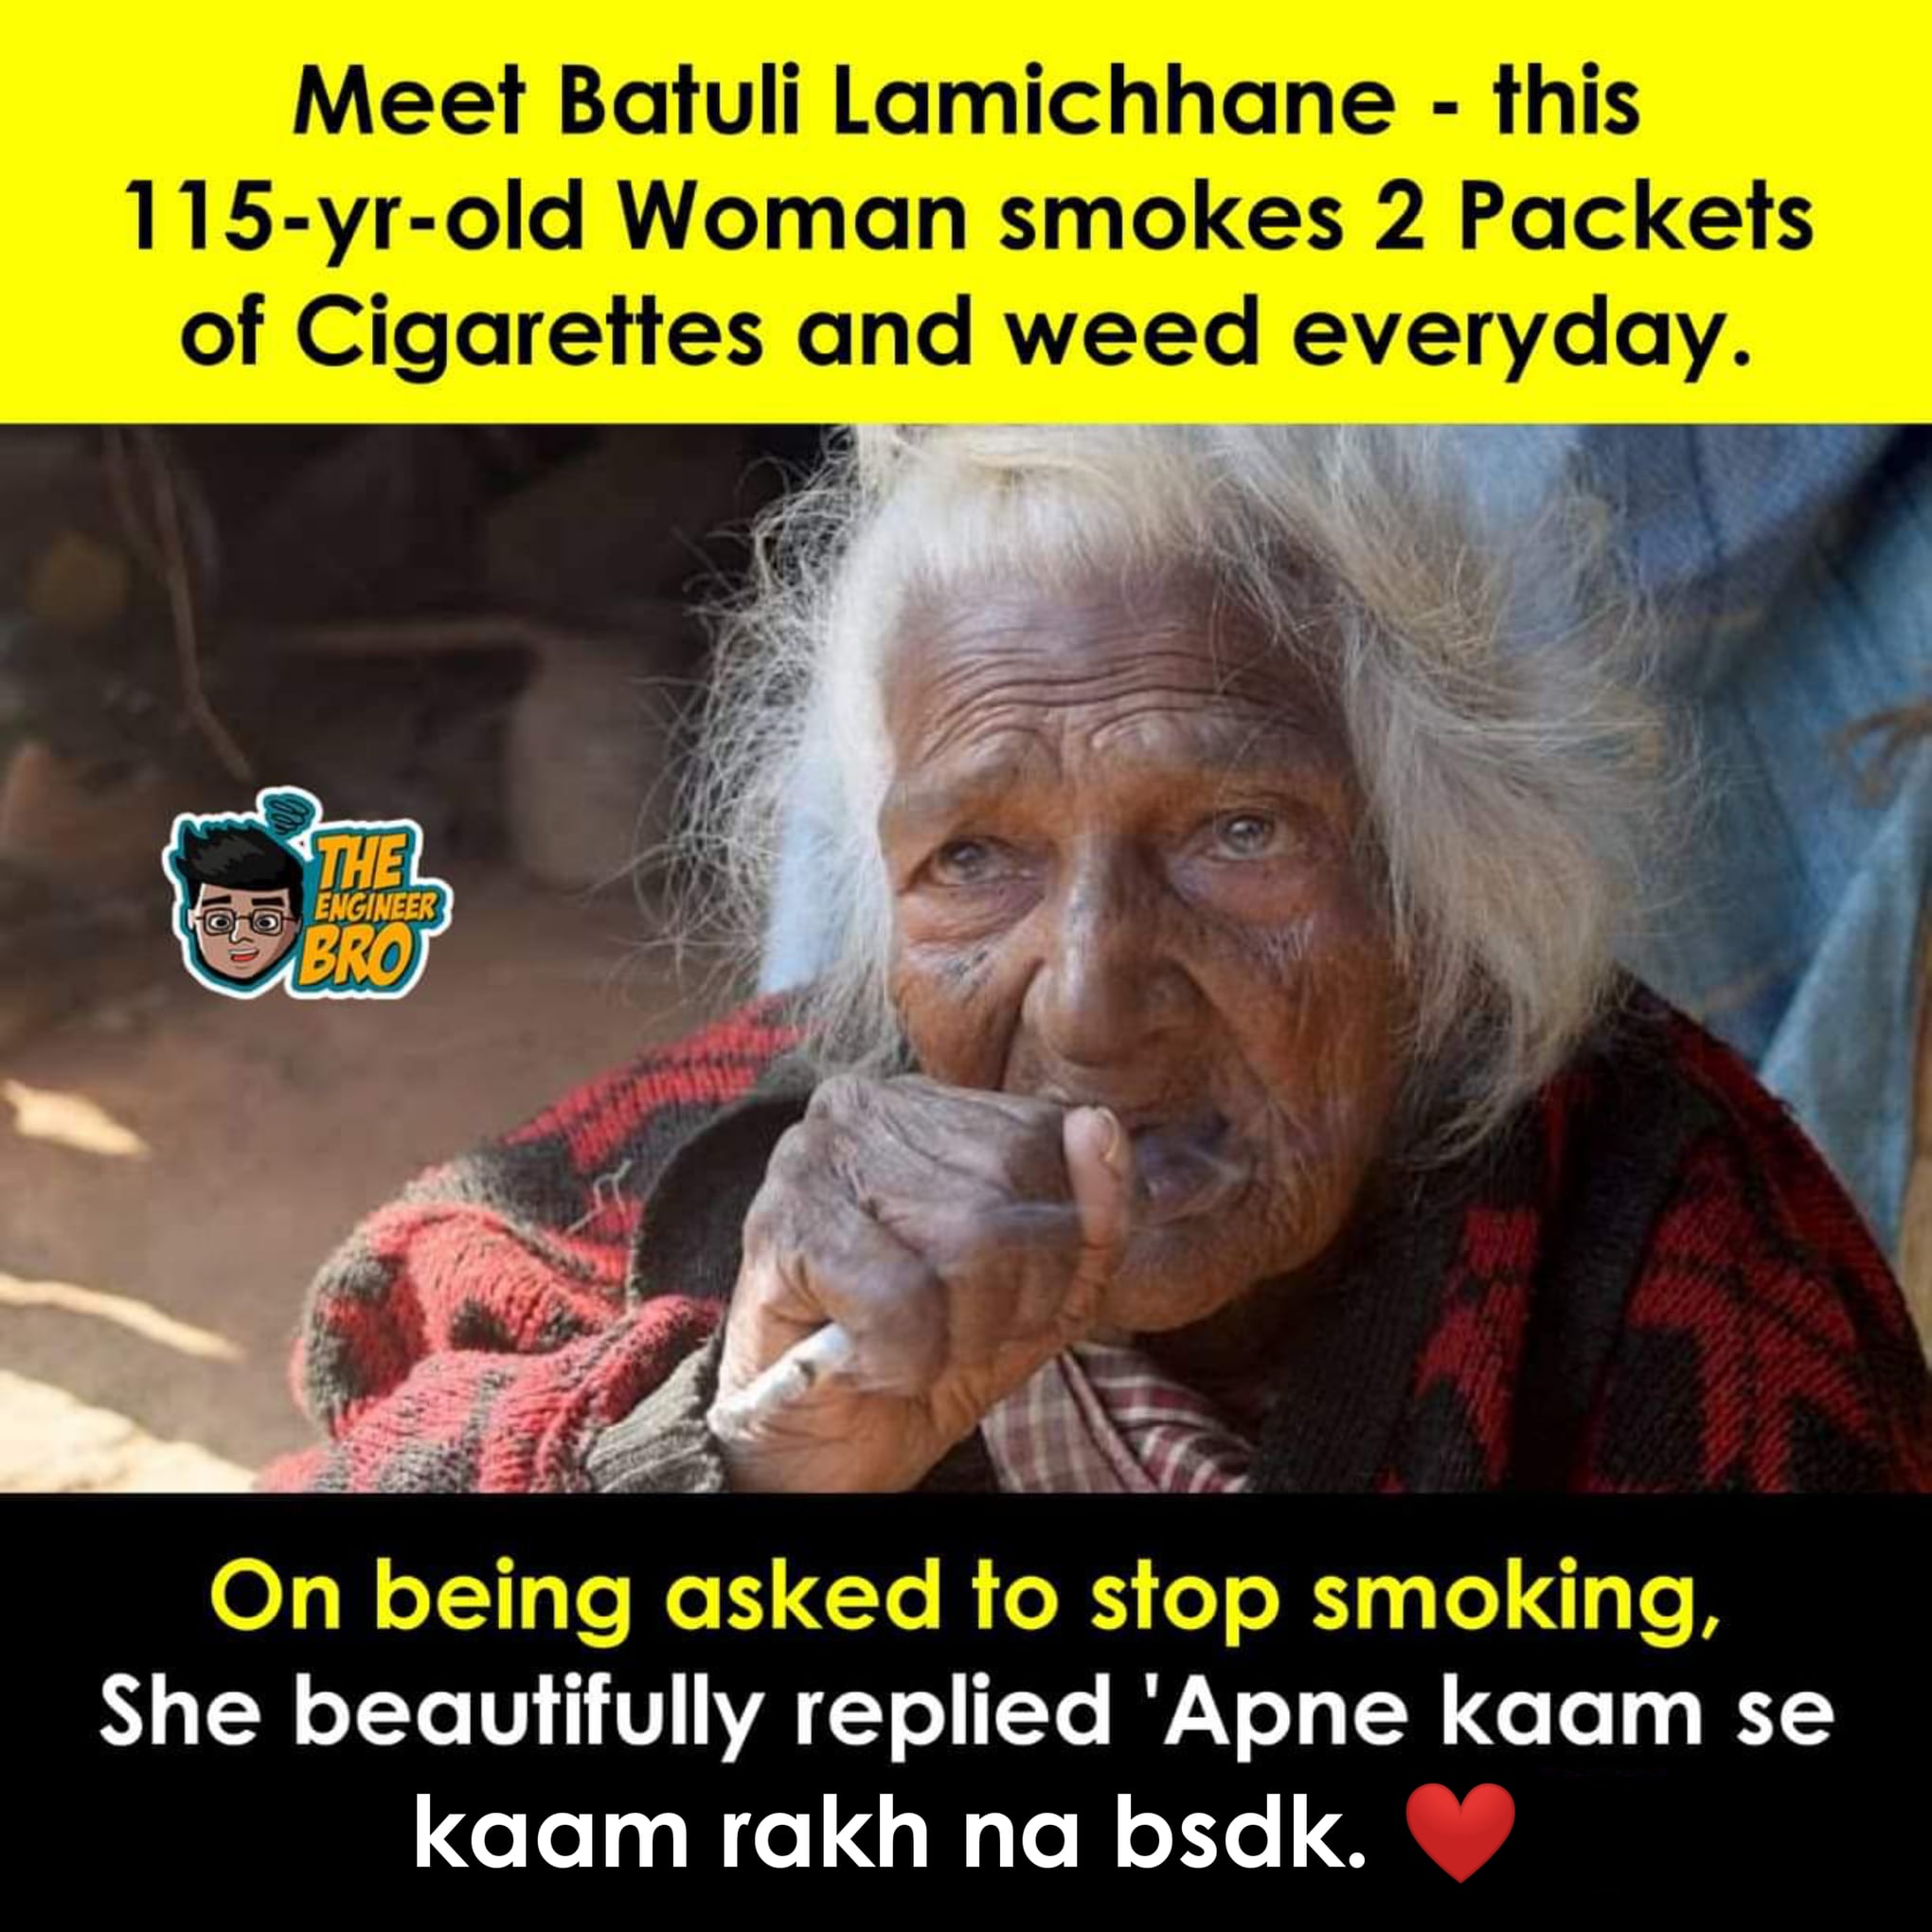 Meet Batuli Lamichhane - this
115-yr-old Woman smokes 2 Packets
of Cigarettes and weed everyday.
THE
ENGINEER
BRO
On being asked to stop smoking,
She beautifully replied 'Apne kaam se
kaam rakh na bsdk. ❤️